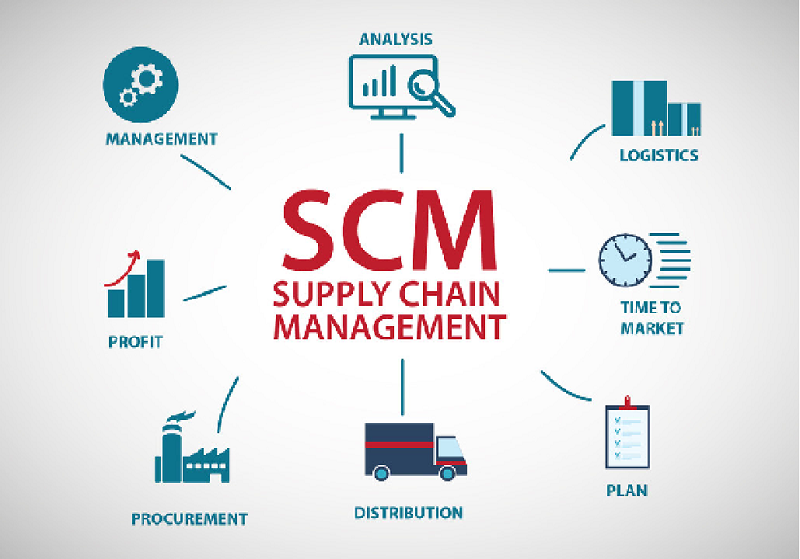 ANALYSIS
MANAGEMENT
LOGISTICS
SCM
SUPPLY CHAIN
MANAGEMENT
TIME TO
MARKET
PROFIT
PLAN
PROCUREMENT
DISTRIBUTION